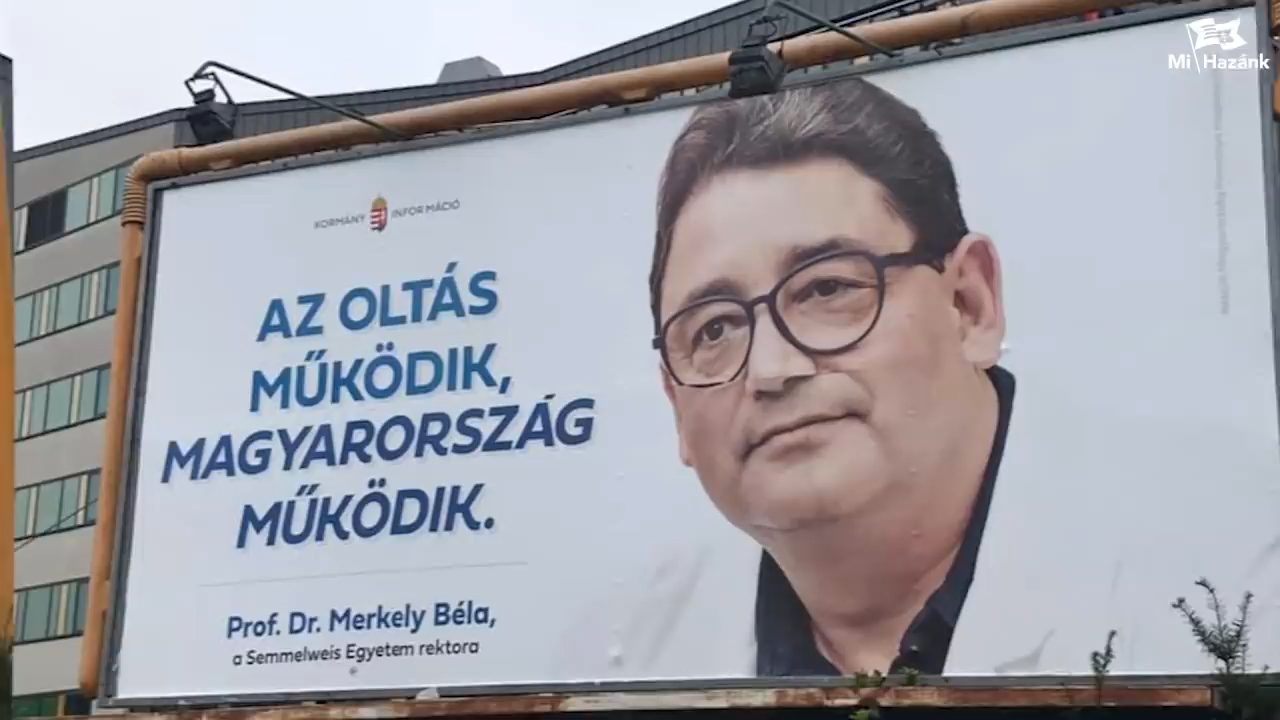 Mi Hazánk
KORMÁNY INFORMÁCIÓ
AZ OLTÁS
MŰKÖDIK,
MAGYARORSZÁG
MŰKÖDIK.
Prof. Dr. Merkely Béla,
a Semmelweis Egyetem rektora